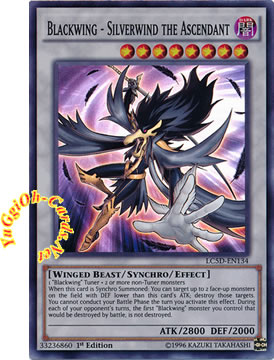 BLACKWING - SILVERWIND THE ASCENDANT
DARK
LC5D-EN134
[WINGED BEAST/SYNCHRO/EFFECT]
1 "Blackwing" Tuner + 2 or more non-Tuner monsters
When this card is Synchro Summoned: You can target up to 2 face-up monsters
on the field with DEF lower than this card's ATK; destroy those targets.
You cannot conduct your Battle Phase the turn you activate this effect. During
each of your opponent's turns, the first "Blackwing" monster you control that
would be destroyed by battle, is not destroyed.
ATK/2800 DEF/2000
33236860 1st Edition ©1996 KAZUKI TAKAHASHI
YuGgiOh-Cardz.Net